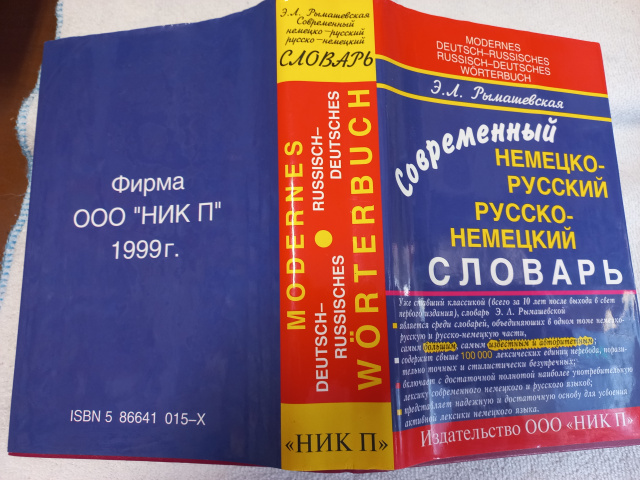 Фирма
ООО "НИК П"
1999г.
ISBN 5 86641 015-X
Э.Л. Рымашевская
Современный
немецко-русский
русско-немецкий
СЛОВАРЬ
MODERNES
DEUTSCH–RUSSISCHES
RUSSISCH–DEUTSCHES
WÖRTERBUCH
«НИК П»
MODERNES
DEUTSCH–RUSSISCHES
RUSSISCH–DEUTSCHES
WÖRTERBUCH
Э.Л. Рымашевская
Современный
НЕМЕЦКО-
РУССКИЙ
РУССКО-
НЕМЕЦКИЙ
СЛОВАРЬ
Уже ставший классикой (всего за 10 лет после выхода в свет
первого издания), словарь Э. Л. Рымашевской
является среди словарей, объединяющих в одном томе немецко-
русскую и русско-немецкую части,
самым большим, самым известным и авторитетным;
содержит свыше 100 000 лексических единиц перевода, порази-
тельно точных и стилистически безупречных;
включает с достаточной полнотой наиболее употребительную
лексику современного немецкого и русского языков;
представляет надежную и достаточную основу для усвоения
активной лексики немецкого языка.
Издательство ООО «НИК П»